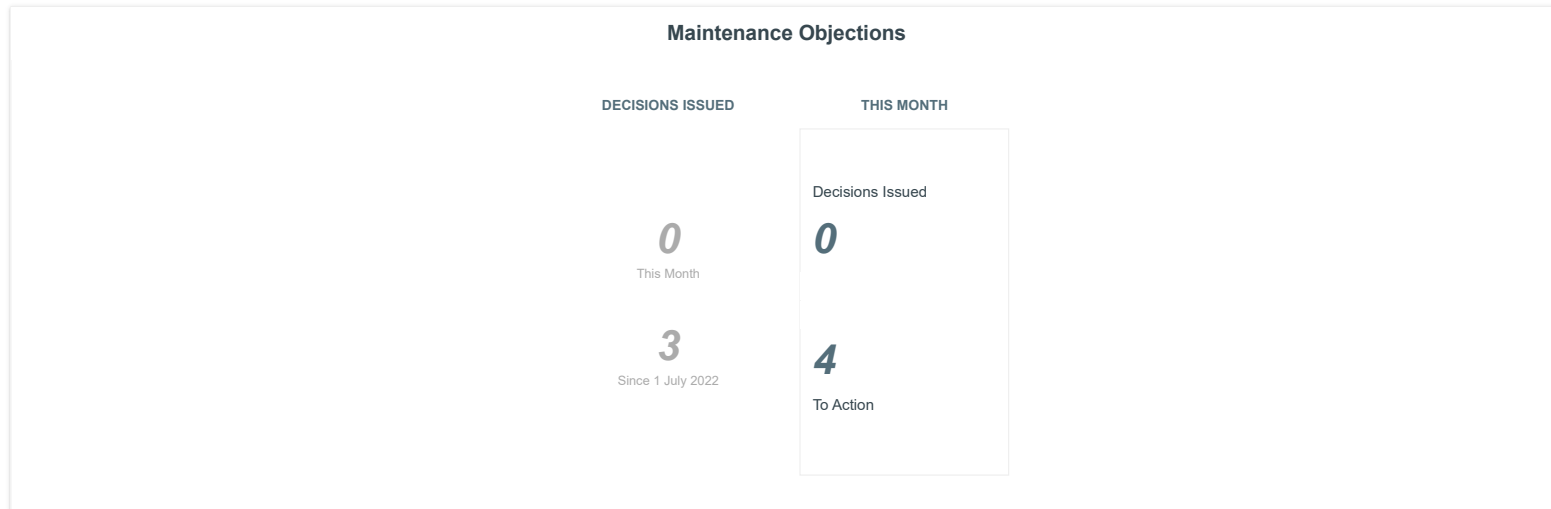 Maintenance Objections
DECISIONS ISSUED
0
This Month
3
Since 1 July 2022
THIS MONTH
Decisions Issued
0
4
To Action